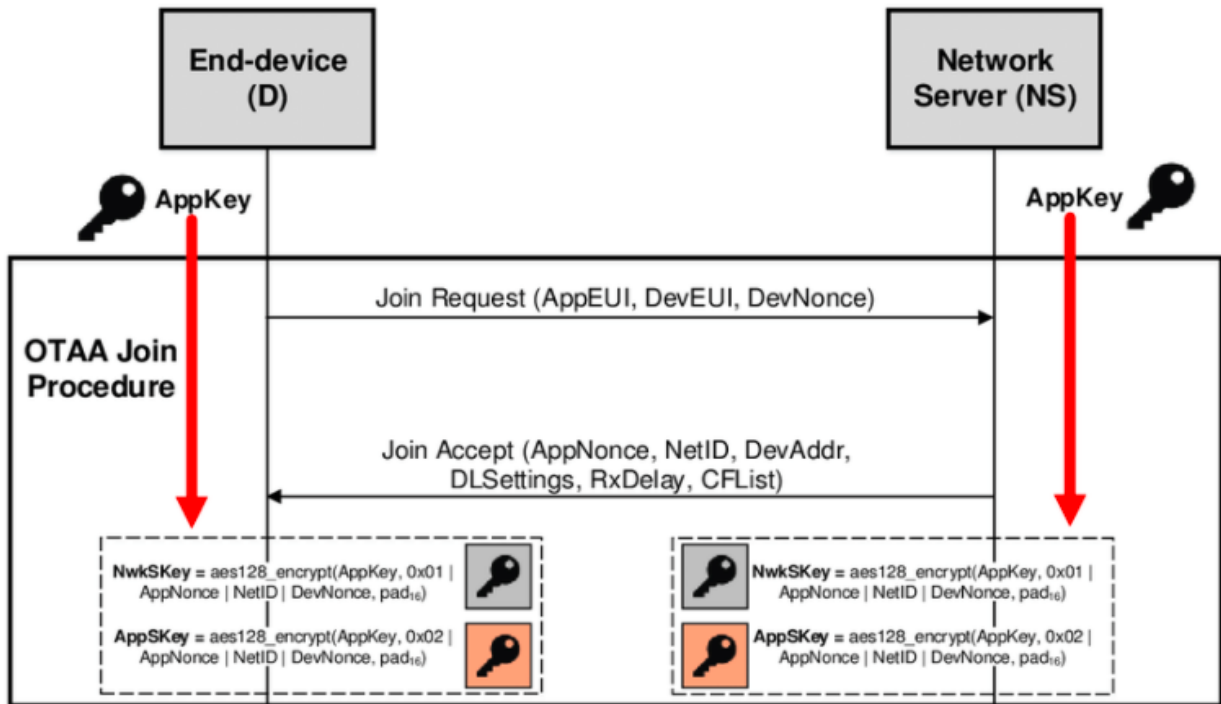 End-device
(D)
Network
Server (NS)
AppKey
AppKey
Join Request (AppEUI, DevEUI, DevNonce)
OTAA Join
Procedure
Join Accept (AppNonce, NetID, DevAddr,
DLSettings, RxDelay, CFList)
NwkSKey = aes128_encrypt(AppKey, 0x01 |
AppNonce | NetID | DevNonce, pad₁₆)
AppSKey = aes128_encrypt(AppKey, 0x02 |
AppNonce | NetID | DevNonce, pad₁₆)
NwkSKey = aes128_encrypt(AppKey, 0x01 |
AppNonce | NetID | DevNonce, pad₁₆)
AppSKey = aes128_encrypt(AppKey, 0x02 |
AppNonce | NetID | DevNonce, pad₁₆)